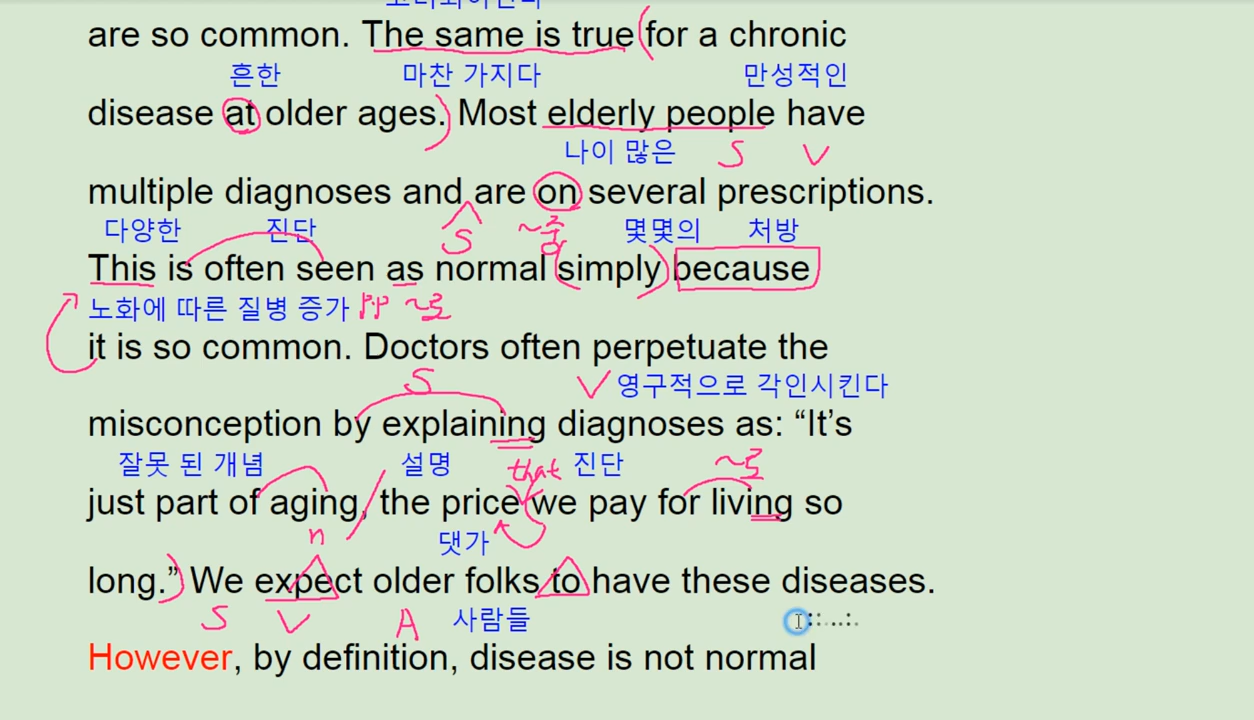 are so common. The same is true for a chronic
흔한 마찬 가지다 만성적인
disease at older ages. Most elderly people have
나이 많은 S V
multiple diagnoses and are on several prescriptions.
다양한 진단 S ~중 몇몇의 처방
This is often seen as normal simply because
노화에 따른 질병 증가 ~로
it is so common. Doctors often perpetuate the
S V 영구적으로 각인시킨다
misconception by explaining diagnoses as: “It’s
잘못 된 개념 설명 that 진단 ~로
just part of aging, the price we pay for living so
n 댓가
long.” We expect older folks to have these diseases.
S V A 사람들
However, by definition, disease is not normal